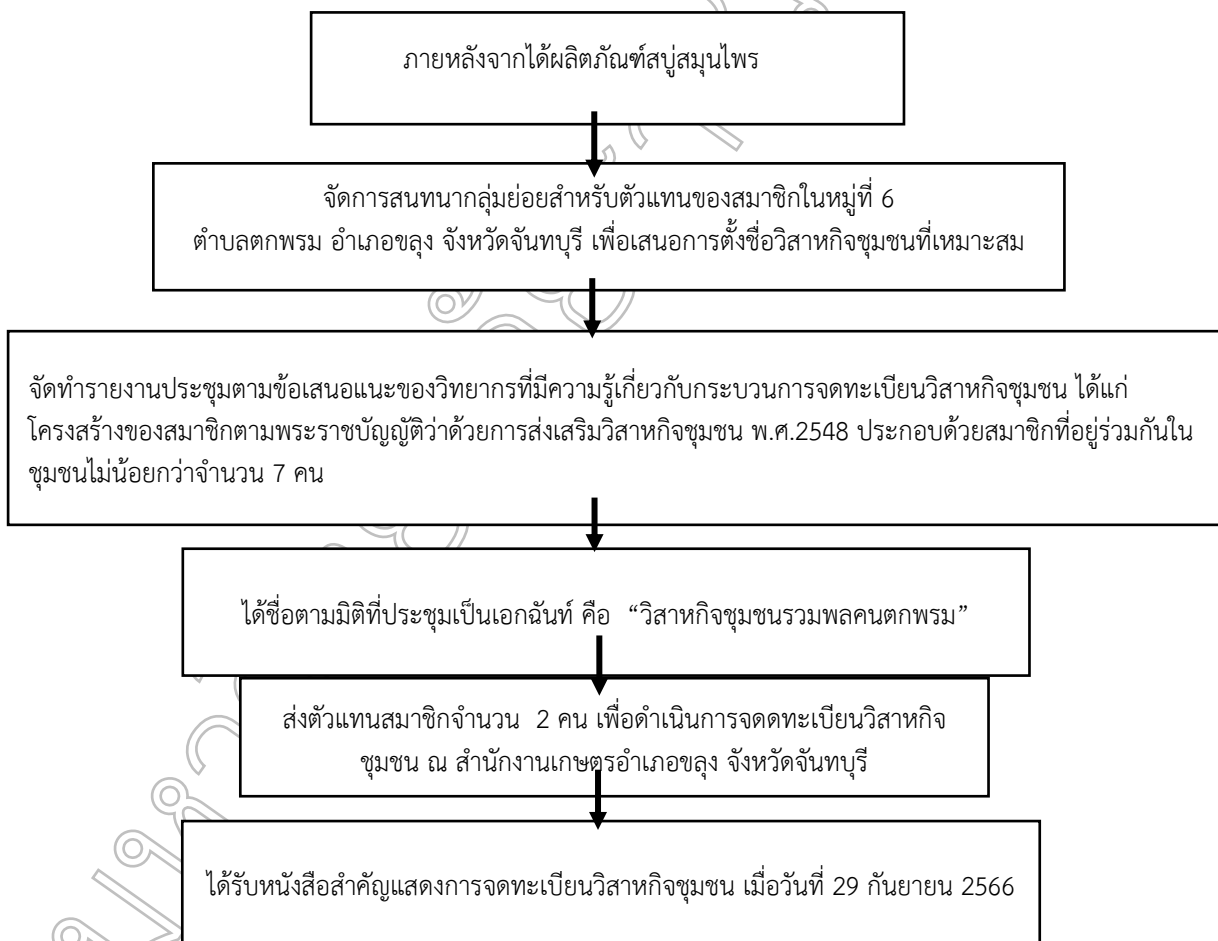 ภายหลังจากได้ผลิตภัณฑ์สบู่สมุนไพร
จัดการสนทนากลุ่มย่อยสำหรับตัวแทนของสมาชิกในหมู่ที่ 6
ตำบลตกพรม อำเภอขลุง จังหวัดจันทบุรี เพื่อเสนอการตั้งชื่อวิสาหกิจชุมชนที่เหมาะสม
จัดทำรายงานประชุมตามข้อเสนอแนะของวิทยากรที่มีความรู้เกี่ยวกับกระบวนการจดทะเบียนวิสาหกิจชุมชน ได้แก่
โครงสร้างของสมาชิกตามพระราชบัญญัติว่าด้วยการส่งเสริมวิสาหกิจชุมชน พ.ศ.2548 ประกอบด้วยสมาชิกที่อยู่ร่วมกันใน
ชุมชนไม่น้อยกว่าจำนวน 7 คน
ได้ชื่อตามมิติที่ประชุมเป็นเอกฉันท์ คือ “วิสาหกิจชุมชนรวมพลคนตกพรม”
ส่งตัวแทนสมาชิกจำนวน 2 คน เพื่อดำเนินการจดดทะเบียนวิสาหกิจ
ชุมชน ณ สำนักงานเกษตรอำเภอขลุง จังหวัดจันทบุรี
ได้รับหนังสือสำคัญแสดงการจดทะเบียนวิสาหกิจชุมชน เมื่อวันที่ 29 กันยายน 2566